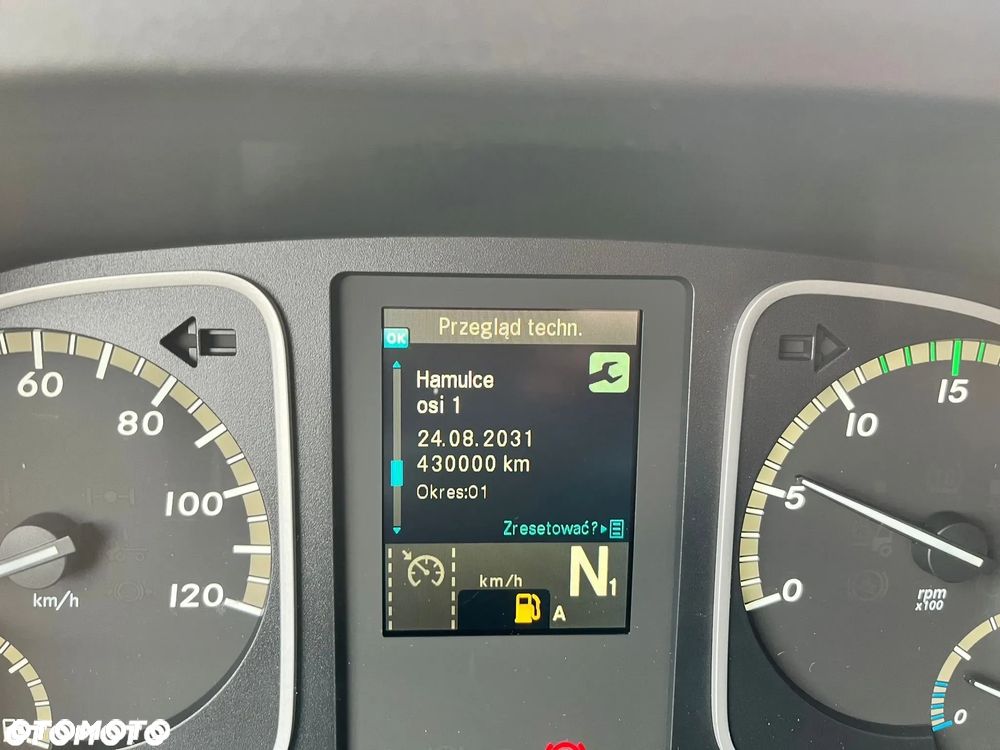 Przegląd techn.
OK
Hamulce
osi 1
24.08.2031
430000 km
Okres:01
Zresetować?
km/h
N1
A
60
80
100
120
km/h
15
10
5
0
rpm
x100
0
OTOMOTO